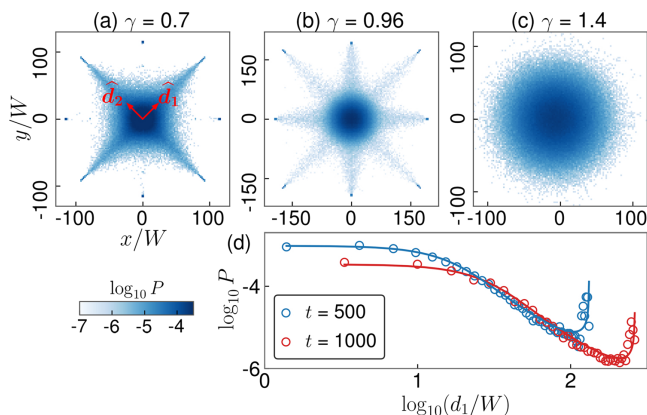 (a) γ = 0.7
(b) γ = 0.96
(c) γ = 1.4
100
0
-100
y/W
d̂₂
d̂₁
-100
0
100
x/W
150
0
-150
-150
0
150
100
0
-100
-100
0
100
log₁₀ P
-7
-6
-5
-4
(d)
log₁₀ P
-4
-6
t = 500
t = 1000
0
1
2
log₁₀(d₁/W)